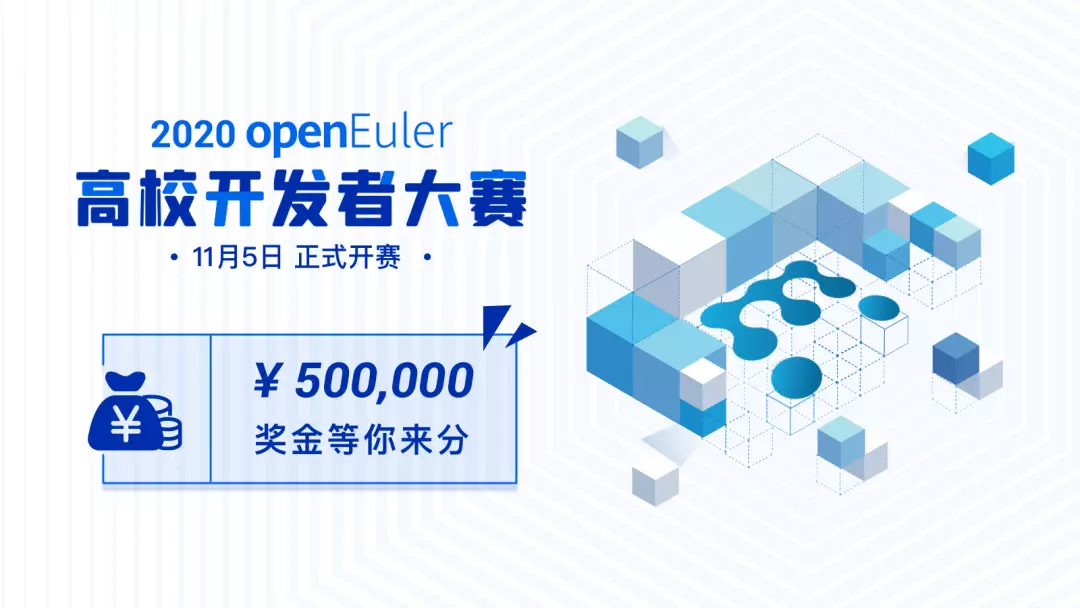 2020 openEuler
高校开发者大赛
• 11月5日 正式开赛 •
¥
¥ 500,000
奖金等你来分